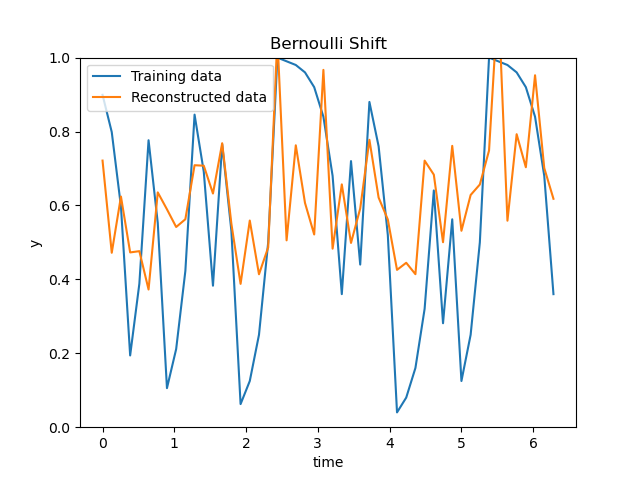 Bernoulli Shift
Training data
Reconstructed data
y
1.0
0.8
0.6
0.4
0.2
0.0
0 1 2 3 4 5 6
time